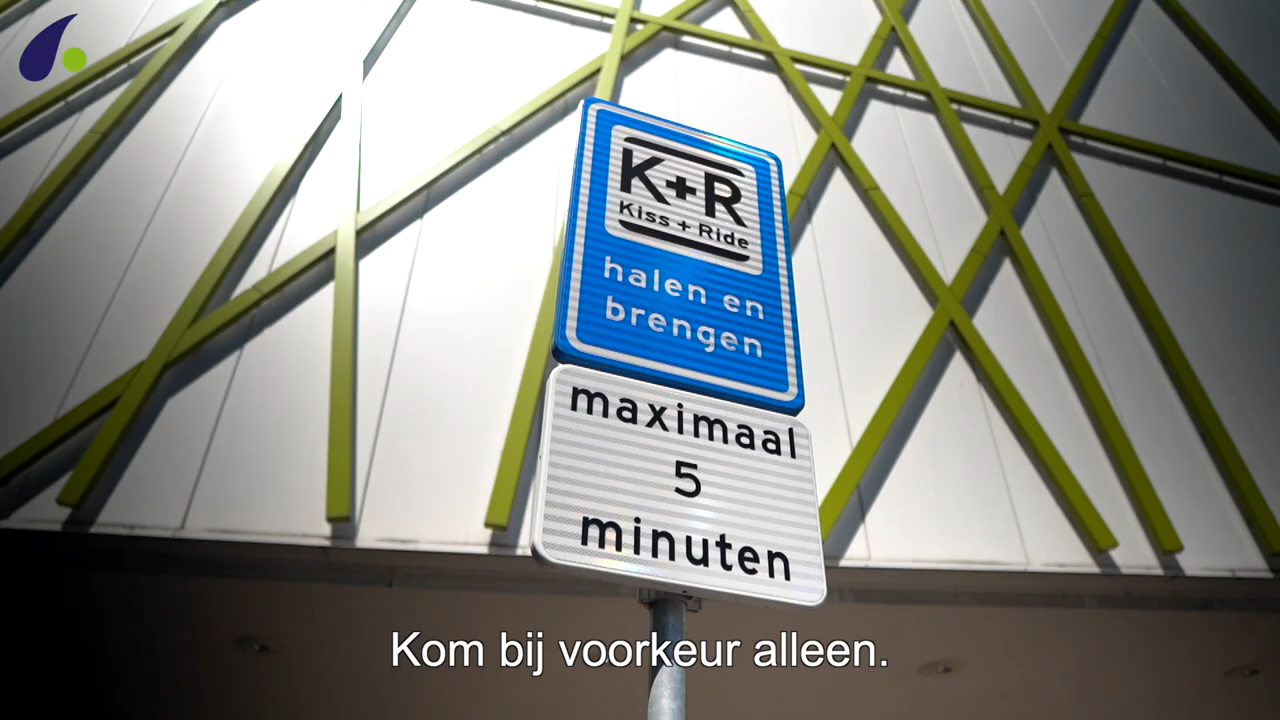 K+R
Kiss + Ride
halen en
brengen
maximaal
5
minuten
Kom bij voorkeur alleen.